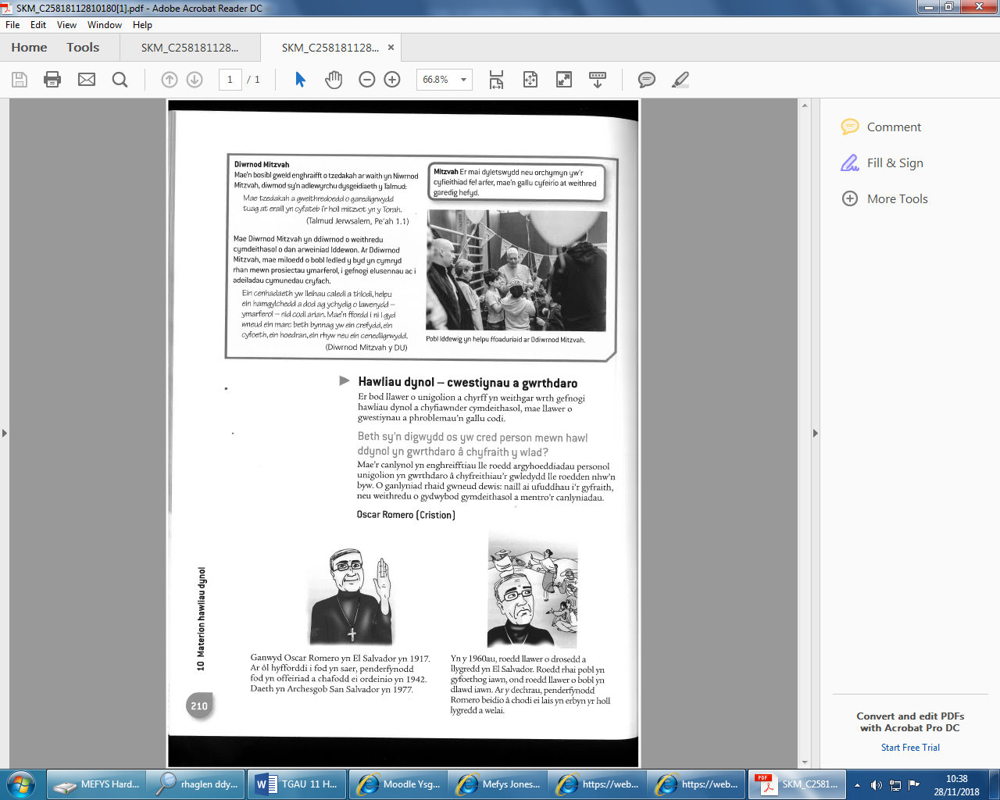 SKM_C25818112810180[1].pdf - Adobe Acrobat Reader DC
File Edit View Window Help
Home Tools SKM_C258181128... SKM_C258181128...
1 / 1 66.8%
Diwrnod Mitzvah
Mae'n bosibl gweld enghraifft o tzedakah ar waith yn Niwrnod
Mitzvah, diwrnod sy'n adlewyrchu dysgeidiaeth y Talmud:
Mae tzedakah a gweithredoedd o garedigrwydd
tuag at eraill yn cyfateb i'r holl mitzvot yn y Torah.
(Talmud Jerwsalem, Pe'ah 1.1)
Mae Diwrnod Mitzvah yn ddiwrnod o weithredu
cymdeithasol o dan arweiniad Iddewon. Ar Ddiwrnod
Mitzvah, mae miloedd o bobl ledled y byd yn cymryd
rhan mewn prosiectau ymarferol, i gefnogi elusennau ac i
adeiladau cymunedau cryfach.
Ein cenhadaeth yw lleihau caledi a thlodi, helpu
ein hamgylchedd a dod ag ychydig o lawenydd –
ymarferol – nid codi arian. Mae'n ffordd i ni i gyd
wneud ein marc beth bynnag yw ein crefydd, ein
cyfoeth, ein hoedran, ein rhyw neu ein cenedligrwydd.
(Diwrnod Mitzvah y DU)
Mitzvah Er mai dyletswydd neu orchymyn yw'r
cyfieithiad fel arfer, mae'n gallu cyfeirio at weithred
garedig hefyd.
Pobl Iddewig yn helpu ffoaduriaid ar Ddiwrnod Mitzvah.
Hawliau dynol – cwestiynau a gwrthdaro
Er bod llawer o unigolion a chyrff yn weithgar wrth gefnogi
hawliau dynol a chyfiawnder cymdeithasol, mae llawer o
gwestiynau a phroblemau'n gallu codi.
Beth sy'n digwydd os yw cred person mewn hawl
ddynol yn gwrthdaro â chyfraith y wlad?
Mae'r canlynol yn enghreifftiau lle roedd argyhoeddiadau personol
unigolion yn gwrthdaro â chyfreithiau'r gwledydd lle roedden nhw'n
byw. O ganlyniad rhaid gwneud dewis: naill ai ufuddhau i'r gyfraith,
neu weithredu o gydwybod gymdeithasol a mentro'r canlyniadau.
Oscar Romero (Cristion)
Ganwyd Oscar Romero yn El Salvador yn 1917.
Ar ôl hyfforddi i fod yn saer, penderfynodd
fod yn offeiriad a chafodd ei ordeinio yn 1942.
Daeth yn Archesgob San Salvador yn 1977.
Yn y 1960au, roedd llawer o drosedd a
llygredd yn El Salvador. Roedd rhai pobl yn
gyfoethog iawn, ond roedd llawer o bobl yn
dlawd iawn. Ar y dechrau, penderfynodd
Romero beidio â chodi ei lais yn erbyn yr holl
lygredd a welai.
10 Materion hawliau dynol
210
Comment
Fill & Sign
More Tools
Convert and edit PDFs
with Acrobat Pro DC
Start Free Trial
MEFYS Hard... rhaglen ddy... TGAU 11 H... Moodle Ysg... Mefys Jones... https://web... https://web... SKM_C2581...
10:38
28/11/2018